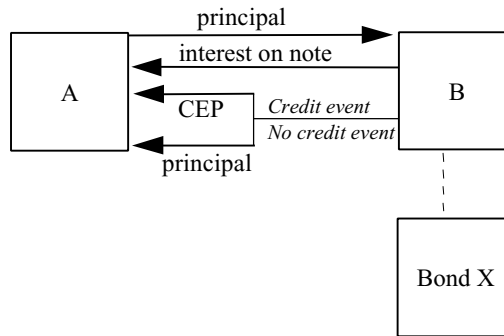 principal
interest on note
A
B
CEP
Credit event
No credit event
principal
Bond X